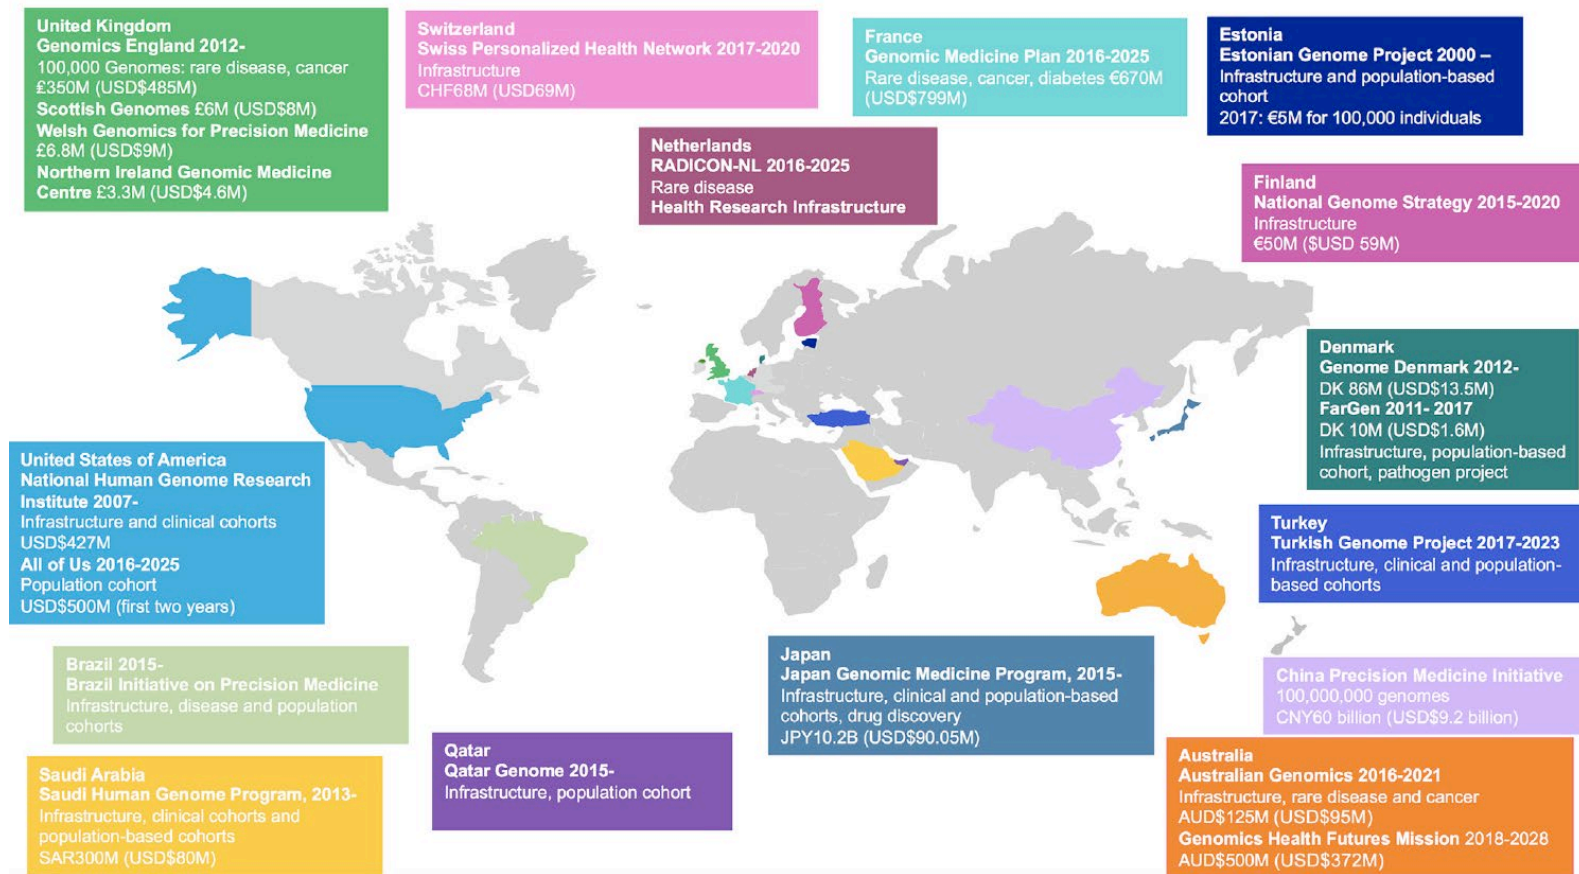 United Kingdom
Genomics England 2012-
100,000 Genomes: rare disease, cancer
£350M (USD$485M)
Scottish Genomes £6M (USD$8M)
Welsh Genomics for Precision Medicine
£6.8M (USD$9M)
Northern Ireland Genomic Medicine
Centre £3.3M (USD$4.6M)
Switzerland
Swiss Personalized Health Network 2017-2020
Infrastructure
CHF68M (USD69M)
France
Genomic Medicine Plan 2016-2025
Rare disease, cancer, diabetes €670M
(USD$799M)
Estonia
Estonian Genome Project 2000 –
Infrastructure and population-based
cohort
2017: €5M for 100,000 individuals
Netherlands
RADICON-NL 2016-2025
Rare disease
Health Research Infrastructure
Finland
National Genome Strategy 2015-2020
Infrastructure
€50M ($USD 59M)
Denmark
Genome Denmark 2012-
DK 86M (USD$13.5M)
FarGen 2011- 2017
DK 10M (USD$1.6M)
Infrastructure, population-based
cohort, pathogen project
United States of America
National Human Genome Research
Institute 2007-
Infrastructure and clinical cohorts
USD$427M
All of Us 2016-2025
Population cohort
USD$500M (first two years)
Turkey
Turkish Genome Project 2017-2023
Infrastructure, clinical and population-
based cohorts
Brazil 2015-
Brazil Initiative on Precision Medicine
Infrastructure, disease and population
cohorts
Japan
Japan Genomic Medicine Program, 2015-
Infrastructure, clinical and population-based
cohorts, drug discovery
JPY10.2B (USD$90.05M)
China Precision Medicine Initiative
100,000,000 genomes
CNY60 billion (USD$9.2 billion)
Qatar
Qatar Genome 2015-
Infrastructure, population cohort
Saudi Arabia
Saudi Human Genome Program, 2013-
Infrastructure, clinical cohorts and
population-based cohorts
SAR300M (USD$80M)
Australia
Australian Genomics 2016-2021
Infrastructure, rare disease and cancer
AUD$125M (USD$95M)
Genomics Health Futures Mission 2018-2028
AUD$500M (USD$372M)